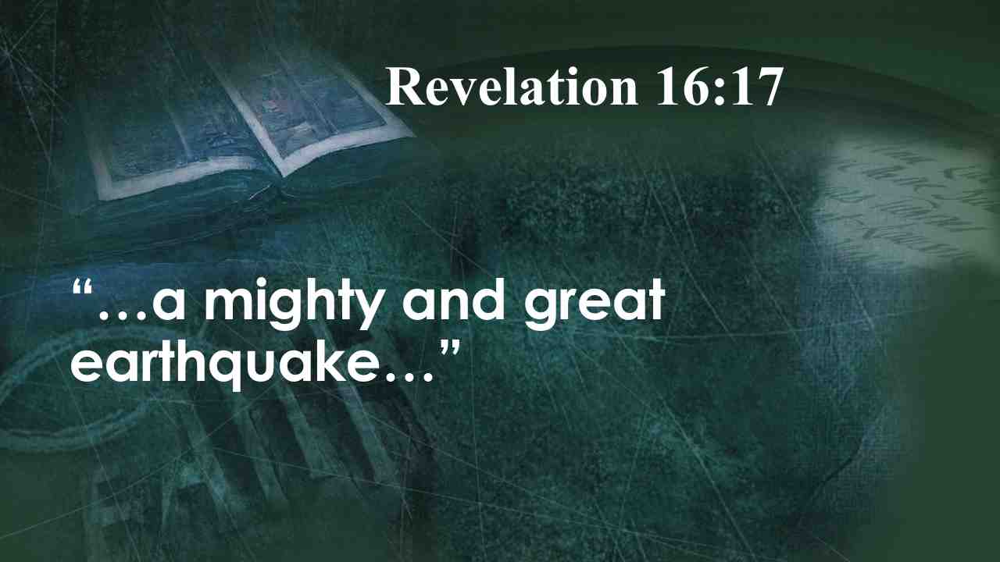 Revelation 16:17
“…a mighty and great
earthquake…”